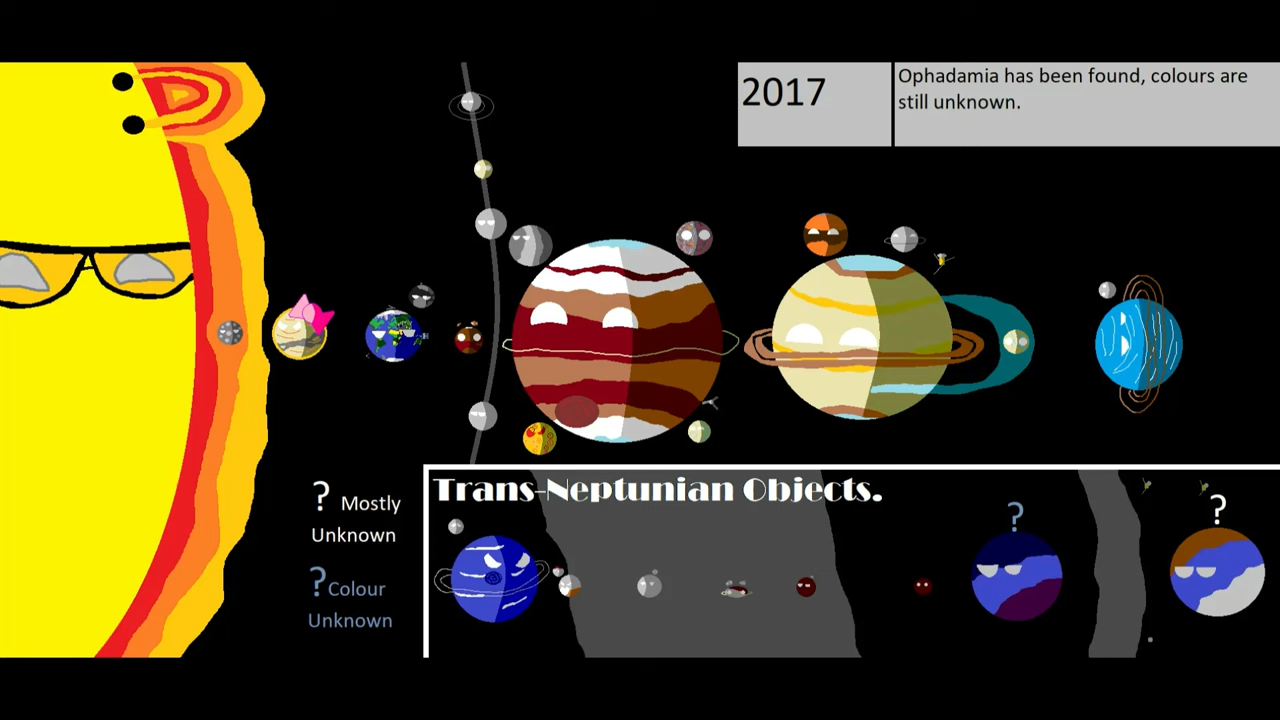 2017
Ophadamia has been found, colours are
still unknown.
? Mostly
Unknown
?Colour
Unknown
Trans-Neptunian Objects.
?
?